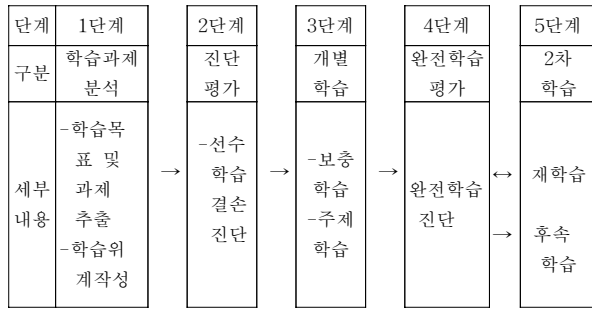 단계 1단계 2단계 3단계 4단계 5단계
구분 학습과제 진단 개별 완전학습 2차
분석 평가 학습 평가 학습
-학습목
표 및 -선수
과제 학습 -보충
세부 → → 학습 → 완전학습 ↔ 재학습
내용 추출 결손 -주제 진단
-학습위 진단 학습 → 후속
계작성 학습